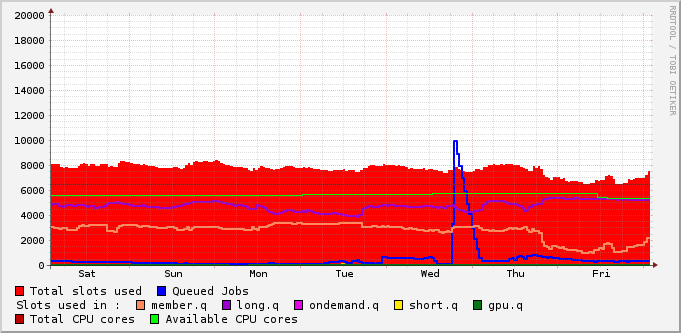 20000
18000
16000
14000
12000
10000
8000
6000
4000
2000
0
Sat Sun Mon Tue Wed Thu Fri
Total slots used Queued Jobs
Slots used in : member.q long.q ondemand.q short.q gpu.q
Total CPU cores Available CPU cores
RRDTOOL / TOBI OETIKER